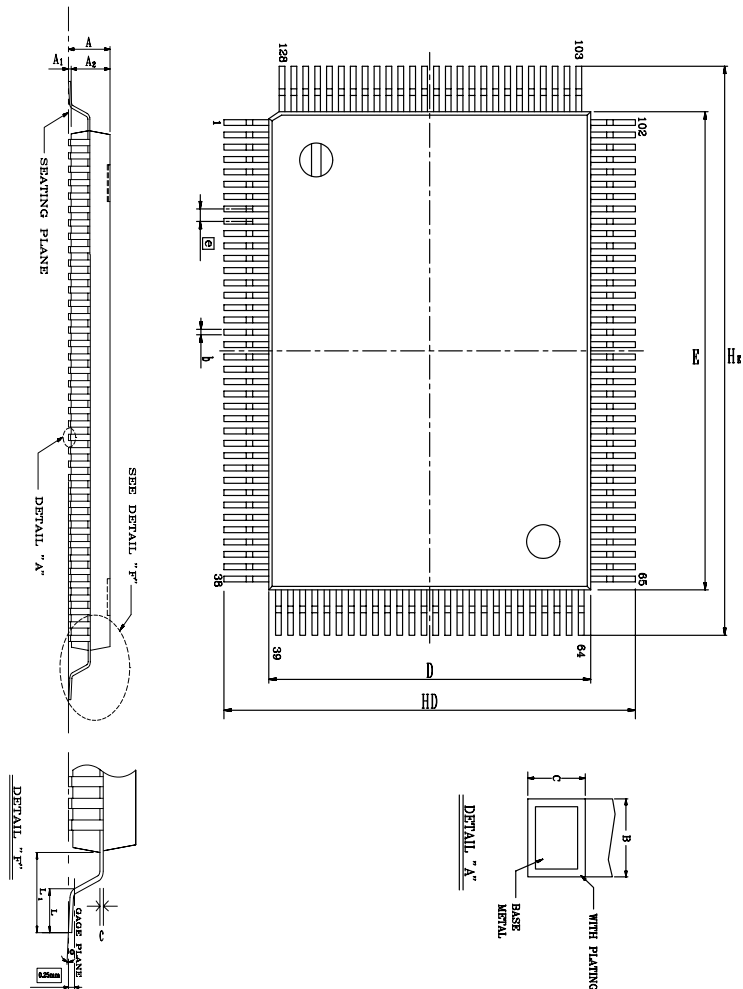 A
A1
A2
SEATING PLANE
DETAIL "A"
SEE DETAIL "F"
128
103
1
102
e
b
E
HE
38
65
39
64
D
HD
DETAIL "F"
L1
L
C
GAGE PLANE
θ
0.25mm
DETAIL "A"
C
B
BASE
METAL
WITH PLATING